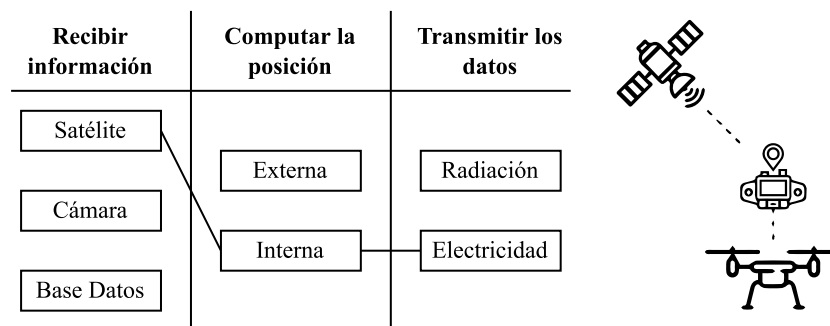 Recibir
información
Computar la
posición
Transmitir los
datos
Satélite
Cámara
Base Datos
Externa
Interna
Radiación
Electricidad